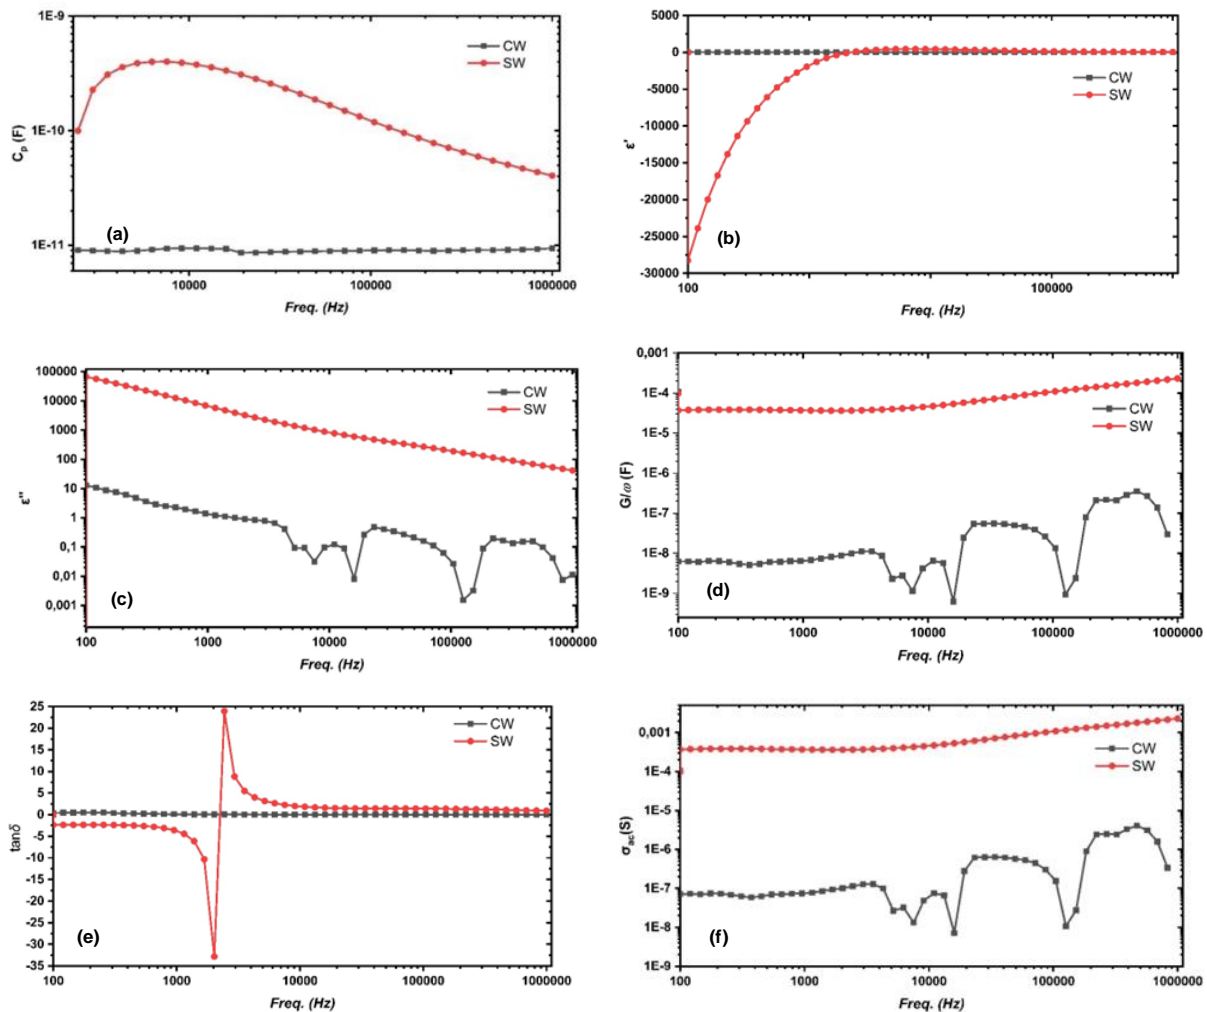 1E-9
1E-10
1E-11
Cp (F)
CW
SW
(a)
10000 100000 1000000
Freq. (Hz)
5000
0
-5000
-10000
-15000
-20000
-25000
-30000
ε'
CW
SW
(b)
100 100000
Freq. (Hz)
100000
10000
1000
100
10
1
0,1
0,01
0,001
ε''
CW
SW
(c)
100 1000 10000 100000 1000000
Freq. (Hz)
0,001
1E-4
1E-5
1E-6
1E-7
1E-8
1E-9
G/ω (F)
CW
SW
(d)
100 1000 10000 100000 1000000
Freq. (Hz)
25
20
15
10
5
0
-5
-10
-15
-20
-25
-30
-35
tanδ
CW
SW
(e)
100 1000 10000 100000 1000000
Freq. (Hz)
0,001
1E-4
1E-5
1E-6
1E-7
1E-8
1E-9
σac(S)
CW
SW
(f)
100 1000 10000 100000 1000000
Freq. (Hz)